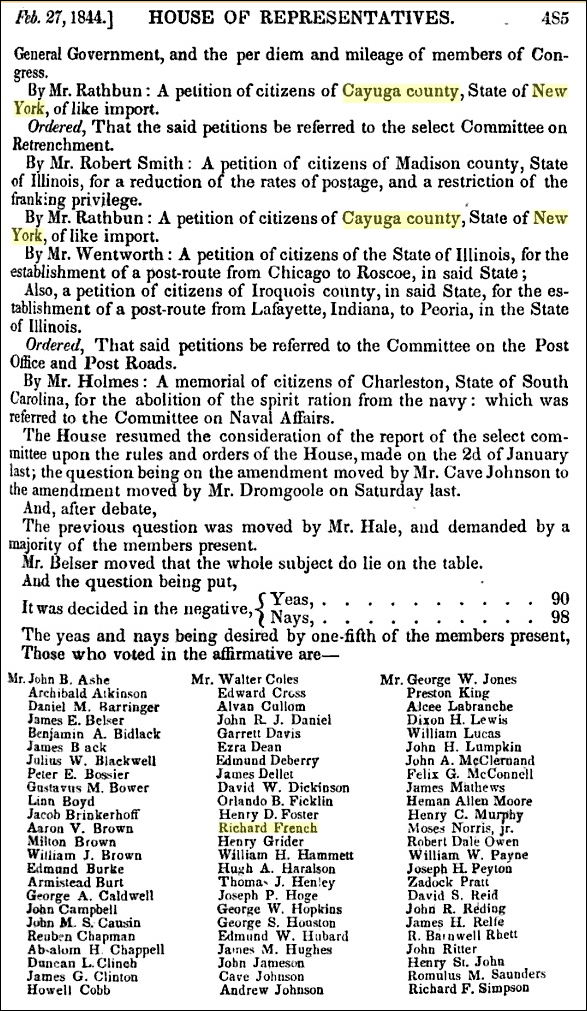 Feb. 27, 1844.] HOUSE OF REPRESENTATIVES. 485
General Government, and the per diem and mileage of members of Con-
gress.
By Mr. Rathbun: A petition of citizens of Cayuga county, State of New
York, of like import.
Ordered, That the said petitions be referred to the select Committee on
Retrenchment.
By Mr. Robert Smith: A petition of citizens of Madison county, State
of Illinois, for a reduction of the rates of postage, and a restriction of the
franking privilege.
By Mr. Rathbun: A petition of citizens of Cayuga county, State of New
York, of like import.
By Mr. Wentworth: A petition of citizens of the State of Illinois, for the
establishment of a post-route from Chicago to Roscoe, in said State;
Also, a petition of citizens of Iroquois county, in said State, for the es-
tablishment of a post-route from Lafayette, Indiana, to Peoria, in the State
of Illinois.
Ordered, That said petitions be referred to the Committee on the Post
Office and Post Roads.
By Mr. Holmes: A memorial of citizens of Charleston, State of South
Carolina, for the abolition of the spirit ration from the navy: which was
referred to the Committee on Naval Affairs.
The House resumed the consideration of the report of the select com-
mittee upon the rules and orders of the House, made on the 2d of January
last; the question being on the amendment moved by Mr. Cave Johnson to
the amendment moved by Mr. Dromgoole on Saturday last.
And, after debate,
The previous question was moved by Mr. Hale, and demanded by a
majority of the members present.
Mr. Belser moved that the whole subject do lie on the table.
And the question being put,
It was decided in the negative, { Yeas, . . . . . . . . . . . 90
Nays, . . . . . . . . . . . 98
The yeas and nays being desired by one-fifth of the members present,
Those who voted in the affirmative are—
Mr. John B. Ashe
Archibald Atkinson
Daniel M. Barringer
James E. Belser
Benjamin A. Bidlack
James B ack
Julius W. Blackwell
Peter E. Bossier
Gustavus M. Bower
Linn Boyd
Jacob Brinkerhoff
Aaron V. Brown
Milton Brown
William J. Brown
Edmund Burke
Armistead Burt
George A. Caldwell
John Campbell
John M. S. Causin
Reuben Chapman
Absalom H. Chappell
Duncan L. Clinch
James G. Clinton
Howell Cobb
Mr. Walter Coles
Edward Cross
Alvan Cullom
John R. J. Daniel
Garrett Davis
Ezra Dean
Edmund Deberry
James Dellet
David W. Dickinson
Orlando B. Ficklin
Henry D. Foster
Richard French
Henry Grider
William H. Hammett
Hugh A. Haralson
Thomas J. Henley
Joseph P. Hoge
George W. Hopkins
George S. Houston
Edmund W. Hubard
James M. Hughes
John Jameson
Cave Johnson
Andrew Johnson
Mr. George W. Jones
Preston King
Alcee Labranche
Dixon H. Lewis
William Lucas
John H. Lumpkin
John A. McClernand
Felix G. McConnell
James Mathews
Heman Allen Moore
Henry C. Murphy
Moses Norris, jr.
Robert Dale Owen
William W. Payne
Joseph H. Peyton
Zadock Pratt
David S. Reid
John R. Reding
James H. Relfe
R. Barnwell Rhett
John Ritter
Henry St. John
Romulus M. Saunders
Richard F. Simpson